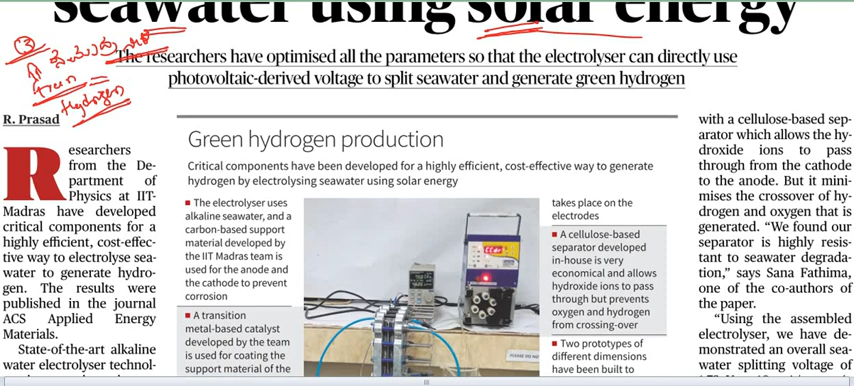 seawater using solar energy
The researchers have optimised all the parameters so that the electrolyser can directly use
photovoltaic-derived voltage to split seawater and generate green hydrogen
Hydrogen
R. Prasad
Researchers
from the De-
partment of
Physics at IIT-
Madras have developed
critical components for a
highly efficient, cost-effec-
tive way to electrolyse sea-
water to generate hydro-
gen. The results were
published in the journal
ACS Applied Energy
Materials.
State-of-the-art alkaline
water electrolyser technol-
Green hydrogen production
Critical components have been developed for a highly efficient, cost-effective way to generate
hydrogen by electrolysing seawater using solar energy
■ The electrolyser uses
alkaline seawater, and a
carbon-based support
material developed by
the IIT Madras team is
used for the anode and
the cathode to prevent
corrosion
■ A transition
metal-based catalyst
developed by the team
is used for coating the
support material of the
PLEASE DO NO
takes place on the
electrodes
■ A cellulose-based
separator developed
in-house is very
economical and allows
hydroxide ions to pass
through but prevents
oxygen and hydrogen
from crossing-over
■ Two prototypes of
different dimensions
have been built to
with a cellulose-based sep-
arator which allows the hy-
droxide ions to pass
through from the cathode
to the anode. But it mini-
mises the crossover of hy-
drogen and oxygen that is
generated. “We found our
separator is highly resis-
tant to seawater degrada-
tion,” says Sana Fathima,
one of the co-authors of
the paper.
“Using the assembled
electrolyser, we have de-
monstrated an overall sea-
water splitting voltage of